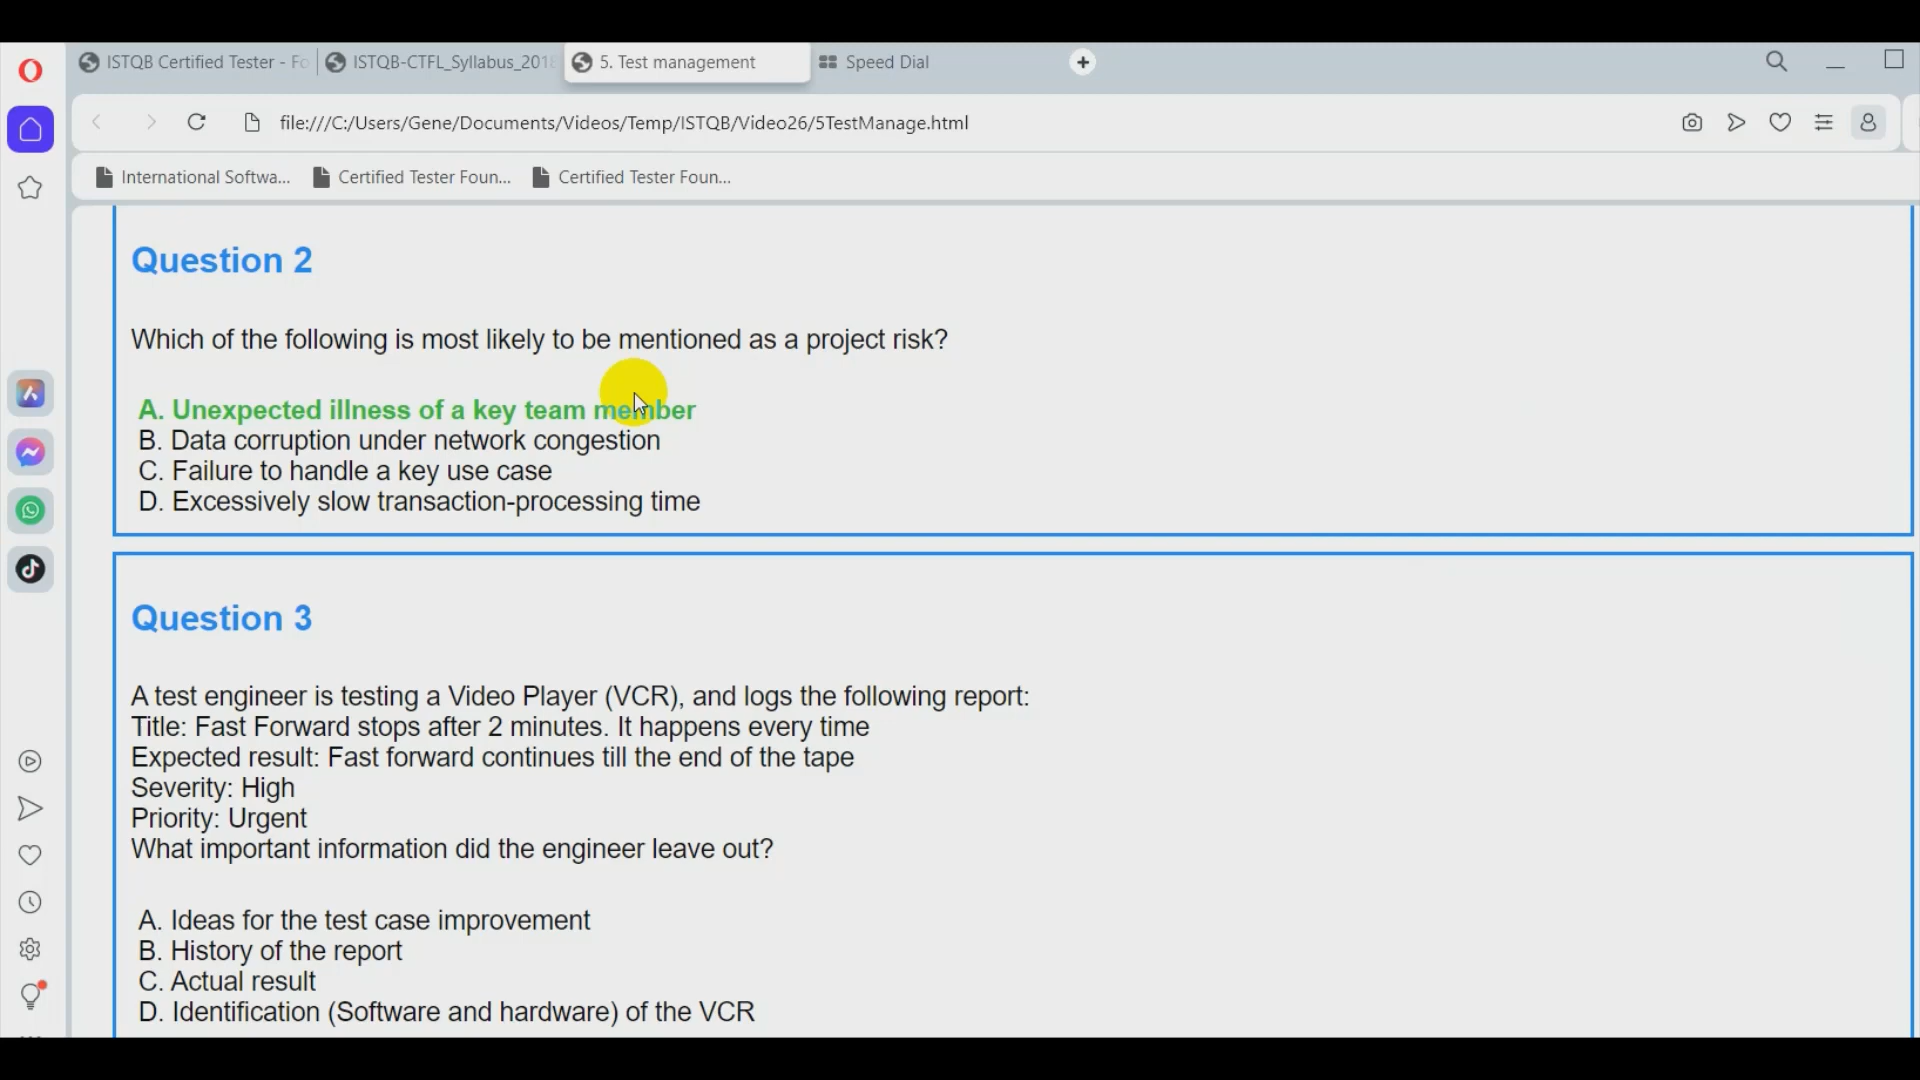 ISTQB Certified Tester - Fo
ISTQB-CTFL_Syllabus_2018
5. Test management
Speed Dial
file:///C:/Users/Gene/Documents/Videos/Temp/ISTQB/Video26/5TestManage.html
International Softwa...
Certified Tester Foun...
Certified Tester Foun...
Question 2
Which of the following is most likely to be mentioned as a project risk?
A. Unexpected illness of a key team member
B. Data corruption under network congestion
C. Failure to handle a key use case
D. Excessively slow transaction-processing time
Question 3
A test engineer is testing a Video Player (VCR), and logs the following report:
Title: Fast Forward stops after 2 minutes. It happens every time
Expected result: Fast forward continues till the end of the tape
Severity: High
Priority: Urgent
What important information did the engineer leave out?
A. Ideas for the test case improvement
B. History of the report
C. Actual result
D. Identification (Software and hardware) of the VCR